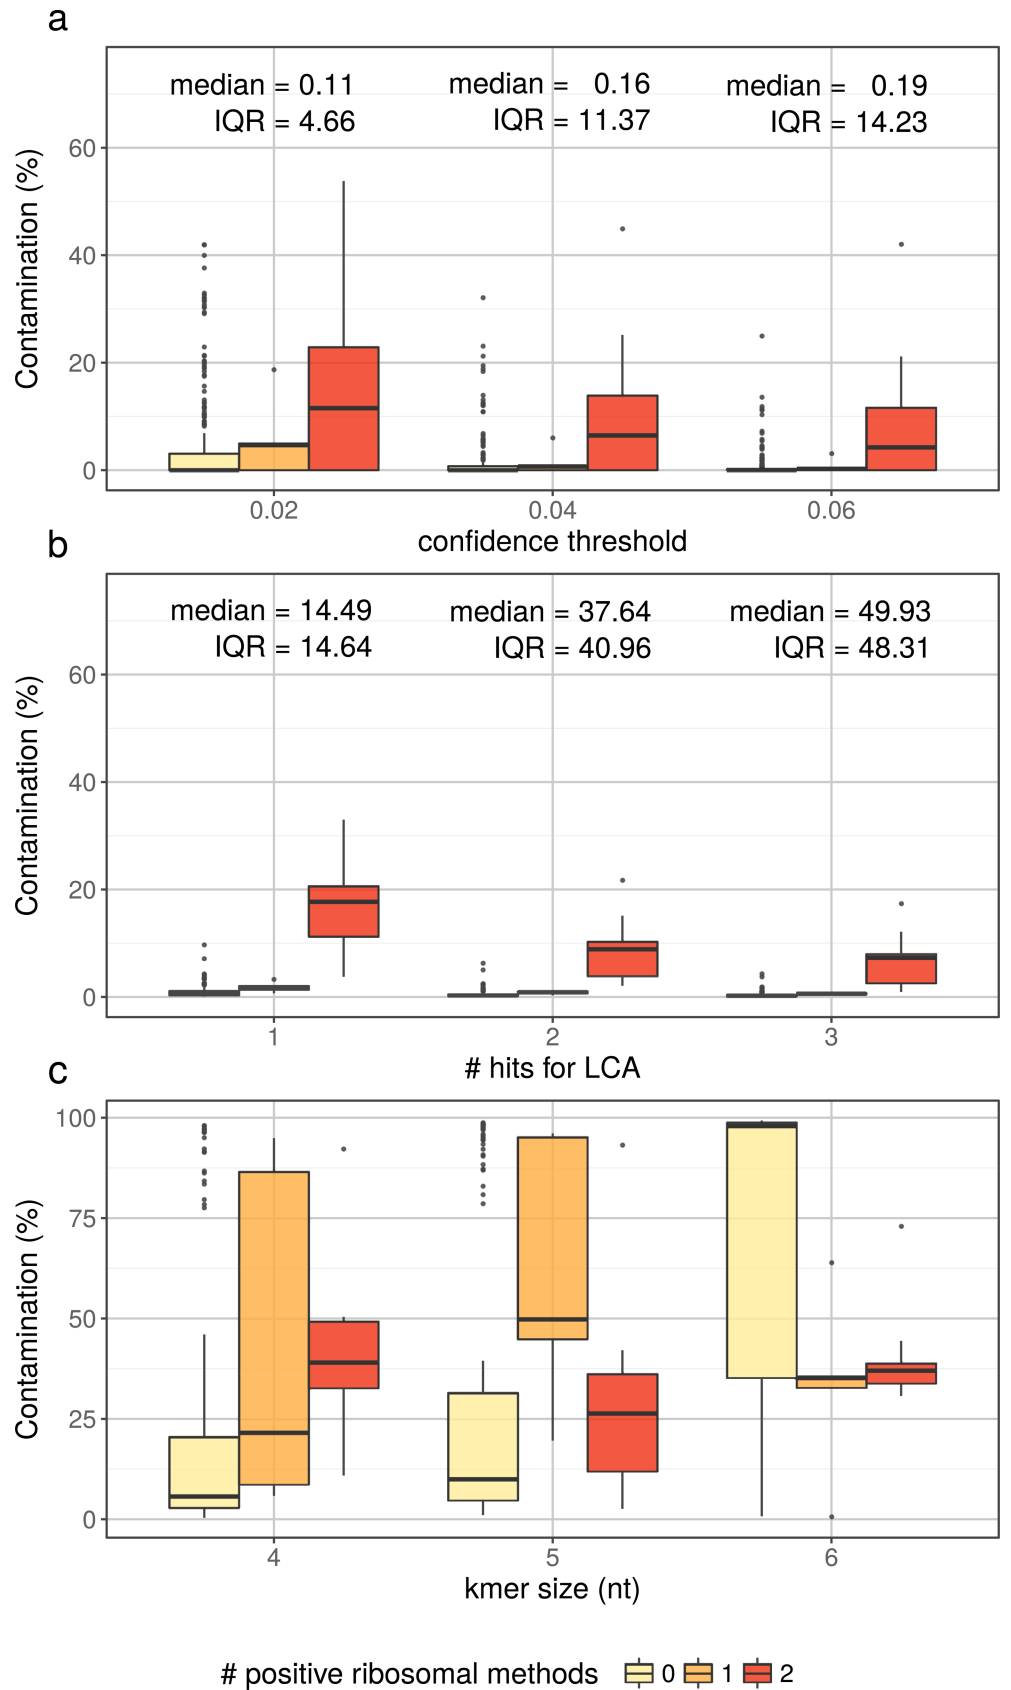 a
median = 0.11
IQR = 4.66
median = 0.16
IQR = 11.37
median = 0.19
IQR = 14.23
Contamination (%)
60
40
20
0
0.02
0.04
0.06
confidence threshold
b
median = 14.49
IQR = 14.64
median = 37.64
IQR = 40.96
median = 49.93
IQR = 48.31
Contamination (%)
60
40
20
0
1
2
3
# hits for LCA
c
Contamination (%)
100
75
50
25
0
4
5
6
kmer size (nt)
# positive ribosomal methods 0 1 2